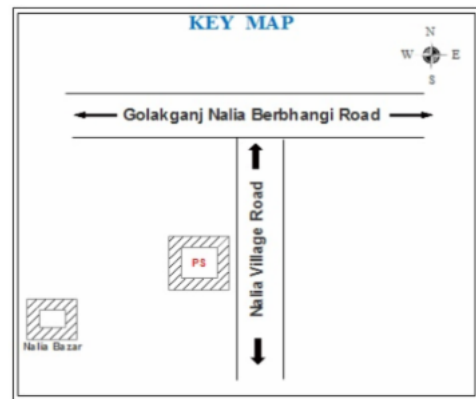 KEY MAP
N
W E
S
Golakganj Nalia Berbhangi Road
Nalia Village Road
PS
Nalia Bazar